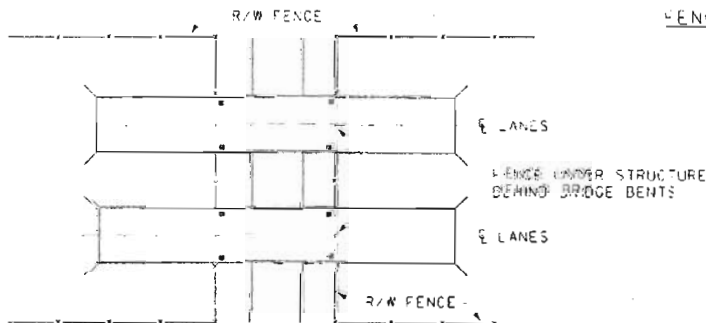 R/W FENCE
℄ LANES
FENCE UNDER STRUCTURE
BEHIND BRIDGE BENTS
℄ LANES
R/W FENCE